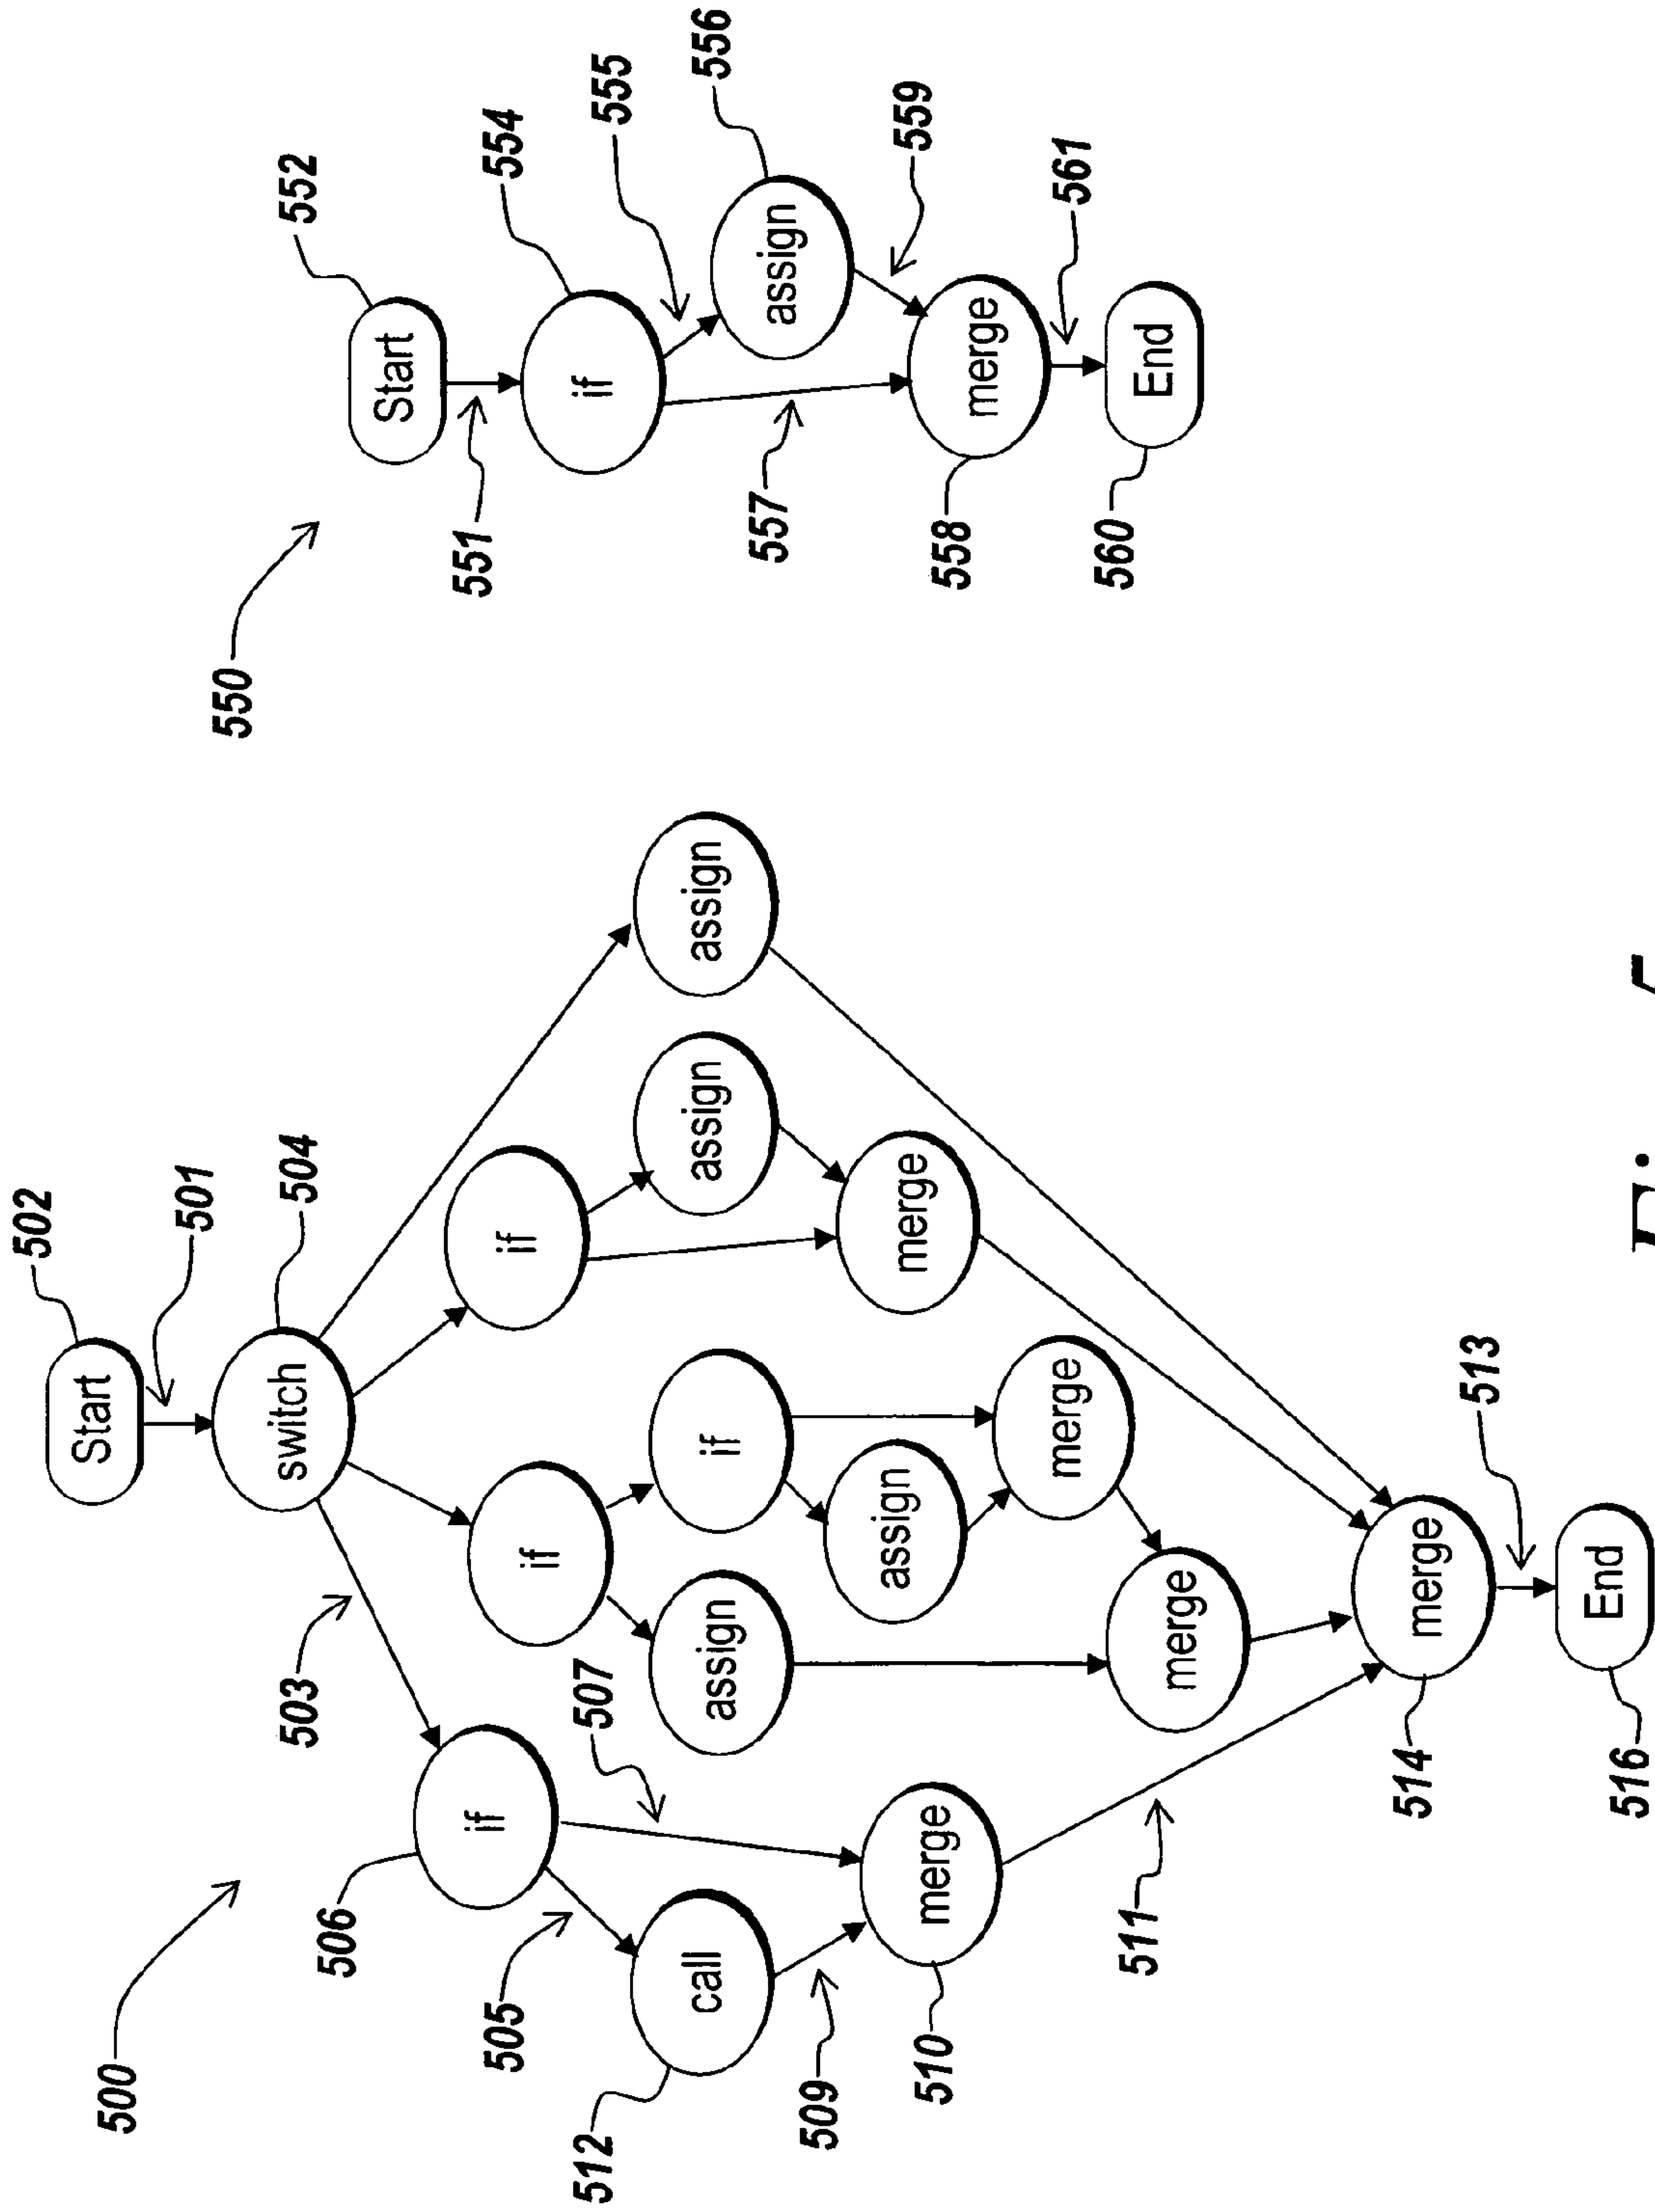 500
502
Start
501
504
switch
503
506
if
if
if
505
507
512
call
assign
if
assign
assign
509
510
merge
assign
merge
merge
merge
511
514
merge
513
516
End
550
552
Start
551
554
if
555
556
assign
557
559
558
merge
561
560
End